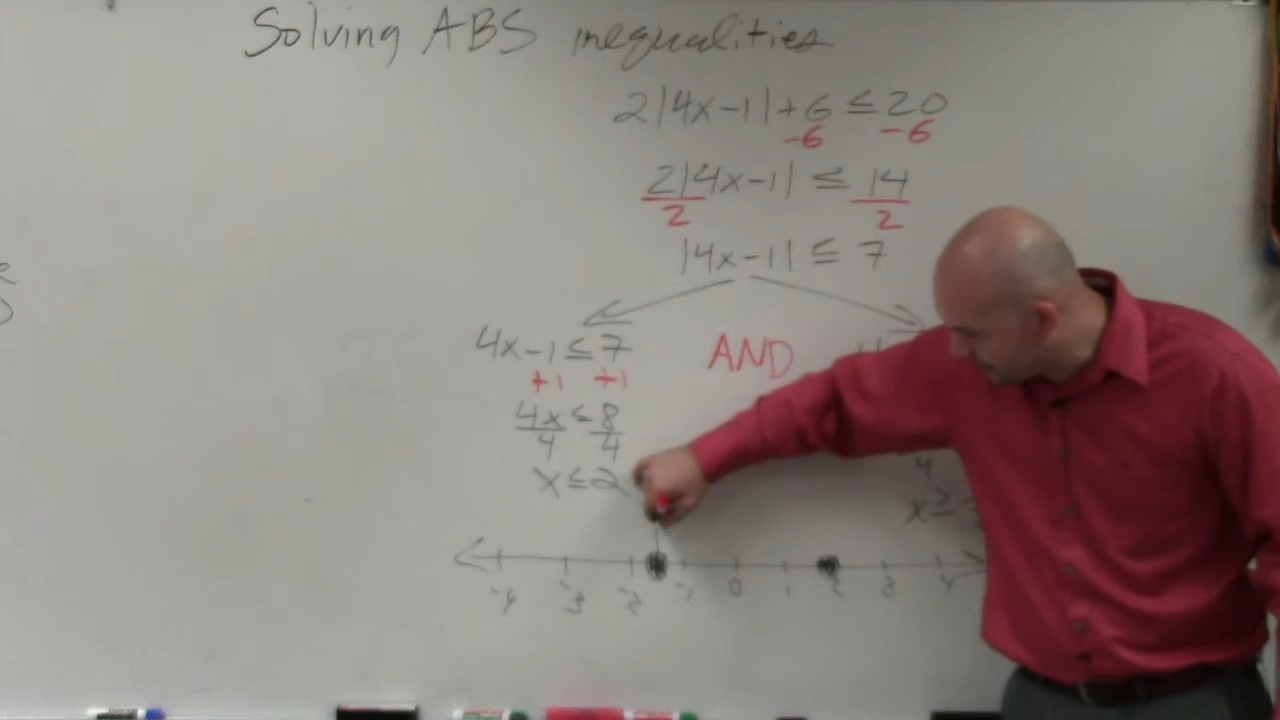 Solving ABS inequalities
2|4x-1|+6 ≤ 20
-6 -6
2|4x-1| ≤ 14
2 2
|4x-1| ≤ 7
4x-1 ≤ 7 AND
+1 +1
4x ≤ 8
4 4
4
x ≤ 2
x ≥
-4 -3 -2 -1 0 1 2 3 4